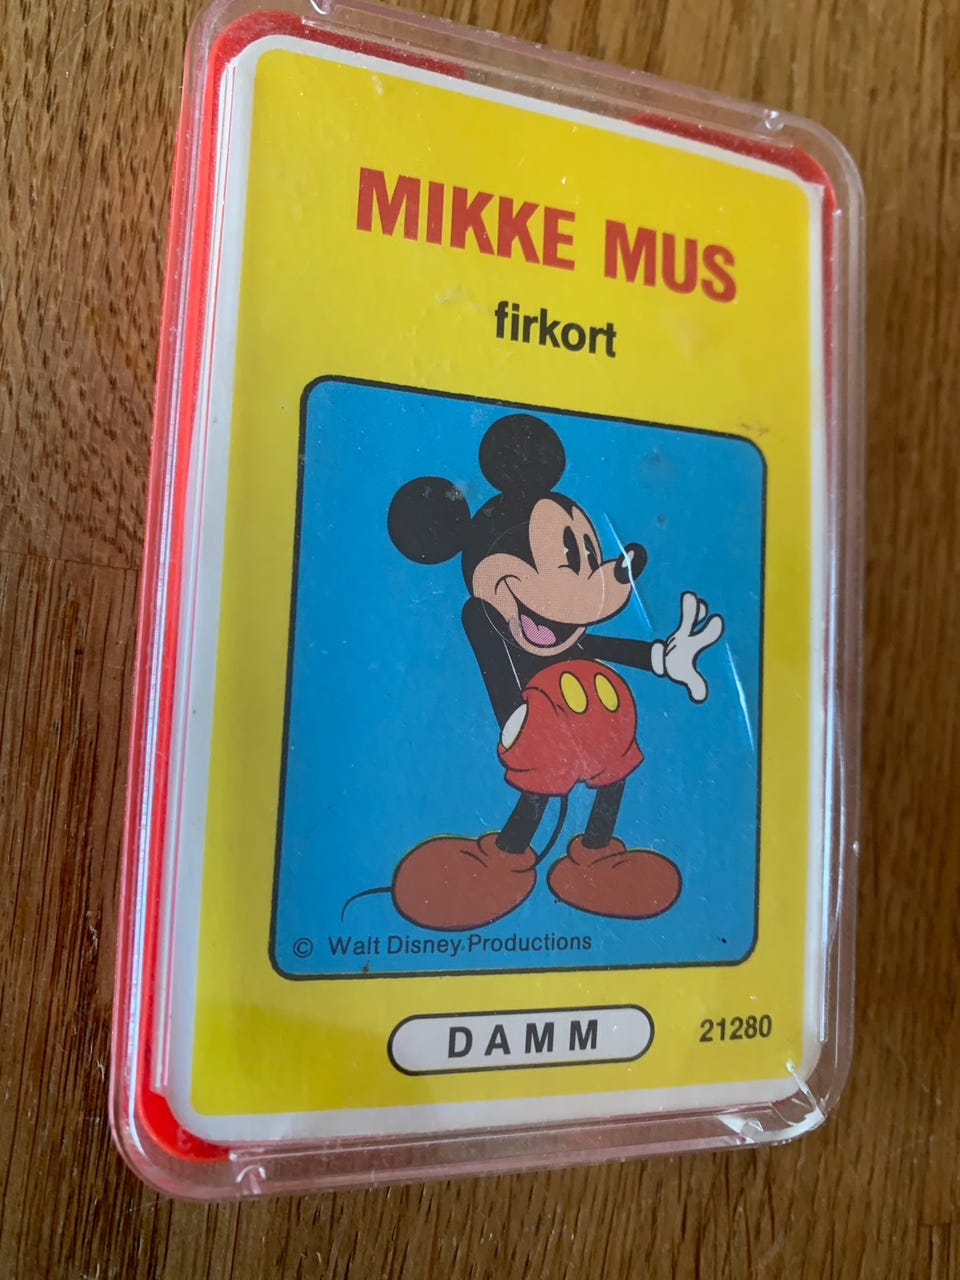 MIKKE MUS
firkort
© Walt Disney Productions
DAMM
21280